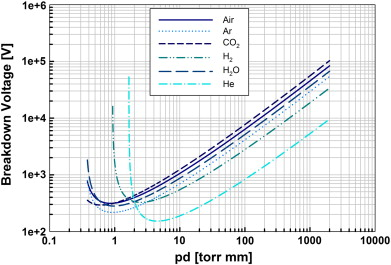 1e+6
1e+5
1e+4
1e+3
1e+2
Breakdown Voltage [V]
Air
Ar
CO₂
H₂
H₂O
He
0.1
1
10
100
1000
10000
pd [torr mm]